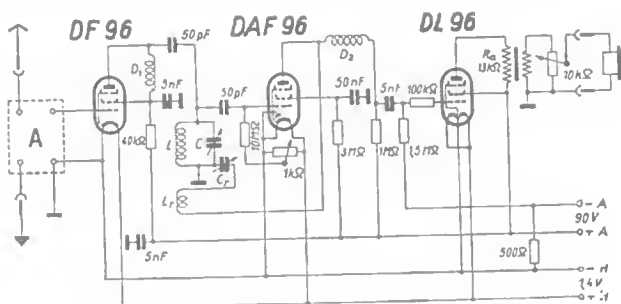 DF 96
DAF 96
DL 96
50pF
D₁
5nF
50pF
D₂
50nF
5nF
100kΩ
Rₐ
13kΩ
10kΩ
A
40kΩ
L
C
Cᵣ
10MΩ
1kΩ
3MΩ
1MΩ
1,5MΩ
Lᵣ
5nF
500Ω
– A
90V
+ A
1,4V